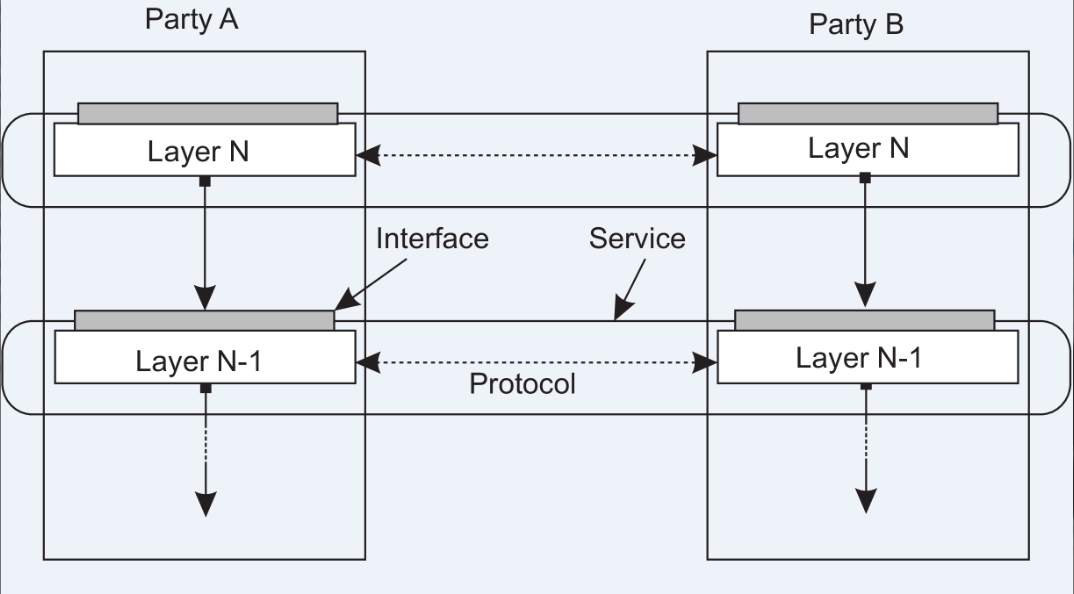 Party A
Party B
Layer N
Layer N
Interface
Service
Layer N-1
Layer N-1
Protocol